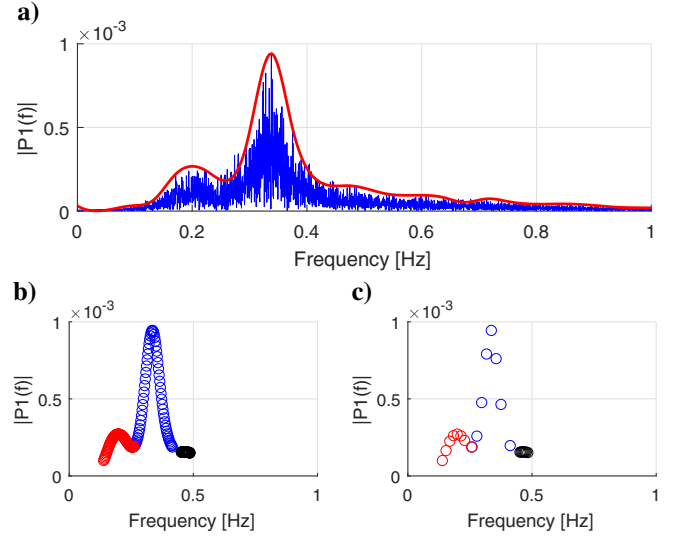 a)
×10⁻³
1
0.5
0
|P1(f)|
0 0.2 0.4 0.6 0.8 1
Frequency [Hz]
b)
×10⁻³
1
0.5
0
|P1(f)|
0 0.5 1
Frequency [Hz]
c)
×10⁻³
1
0.5
0
|P1(f)|
0 0.5 1
Frequency [Hz]